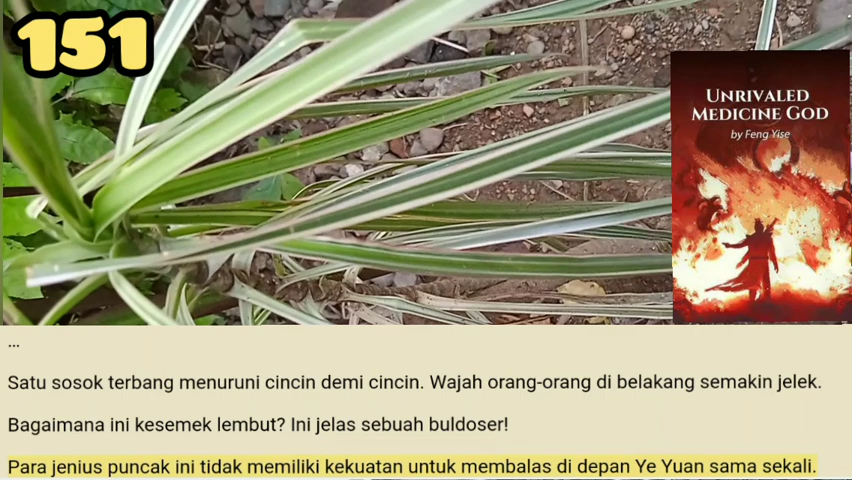 151
UNRIVALED
MEDICINE GOD
by Feng Yise
...
Satu sosok terbang menuruni cincin demi cincin. Wajah orang-orang di belakang semakin jelek.
Bagaimana ini kesemek lembut? Ini jelas sebuah buldoser!
Para jenius puncak ini tidak memiliki kekuatan untuk membalas di depan Ye Yuan sama sekali.